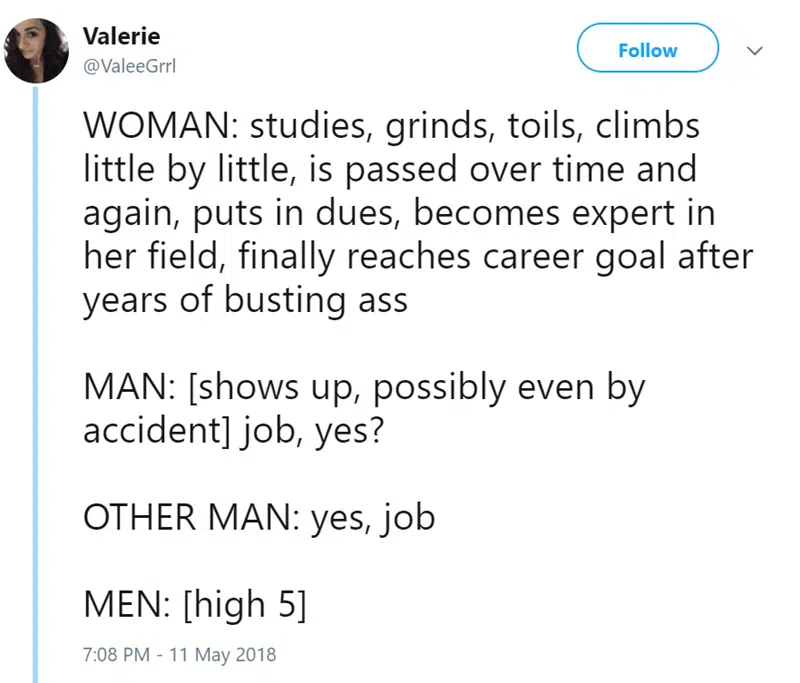 Valerie
@ValeeGrrl
Follow
WOMAN: studies, grinds, toils, climbs
little by little, is passed over time and
again, puts in dues, becomes expert in
her field, finally reaches career goal after
years of busting ass
MAN: [shows up, possibly even by
accident] job, yes?
OTHER MAN: yes, job
MEN: [high 5]
7:08 PM - 11 May 2018